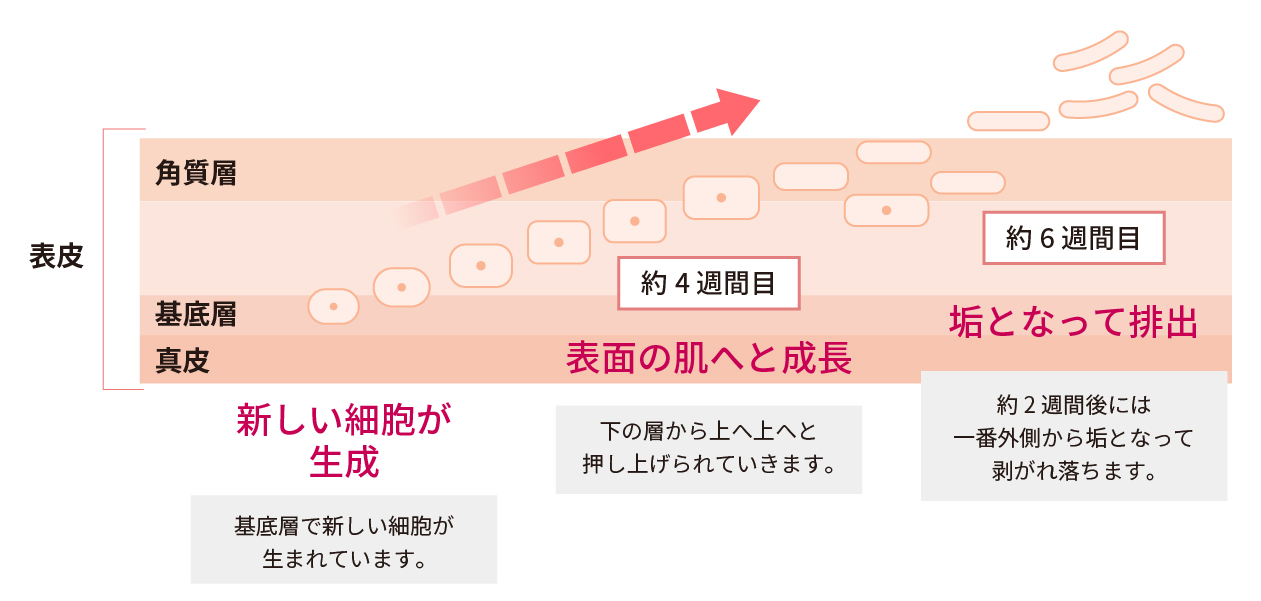 角質層
表皮
基底層
真皮
新しい細胞が
生成
基底層で新しい細胞が
生まれています。
約4週間目
表面の肌へと成長
下の層から上へ上へと
押し上げられていきます。
約6週間目
垢となって排出
約2週間後には
一番外側から垢となって
剥がれ落ちます。